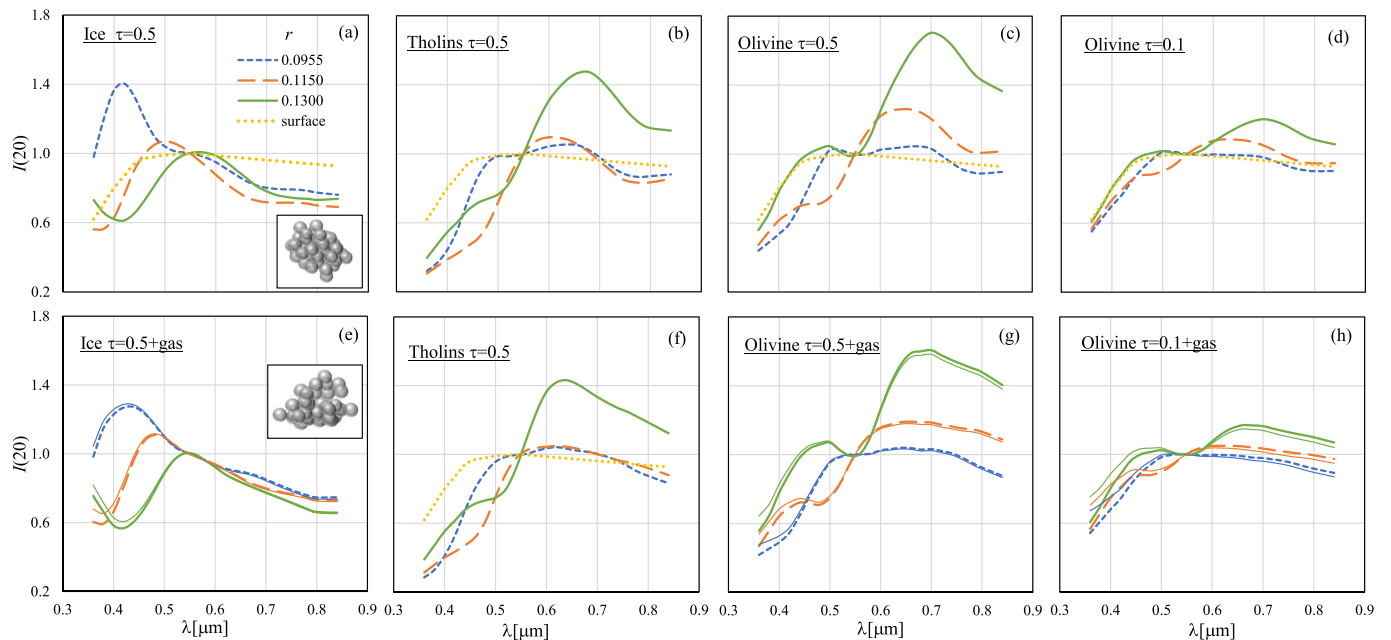 1.8
1.4
1.0
0.6
0.2
I(20)
Ice τ=0.5
(a)
r
0.0955
0.1150
0.1300
surface
Tholins τ=0.5
(b)
Olivine τ=0.5
(c)
Olivine τ=0.1
(d)
1.8
1.4
1.0
0.6
0.2
I(20)
Ice τ=0.5+gas
(e)
Tholins τ=0.5
(f)
Olivine τ=0.5+gas
(g)
Olivine τ=0.1+gas
(h)
0.3 0.4 0.5 0.6 0.7 0.8 0.9
λ[µm]
0.3 0.4 0.5 0.6 0.7 0.8 0.9
λ[µm]
0.3 0.4 0.5 0.6 0.7 0.8 0.9
λ[µm]
0.3 0.4 0.5 0.6 0.7 0.8 0.9
λ[µm]